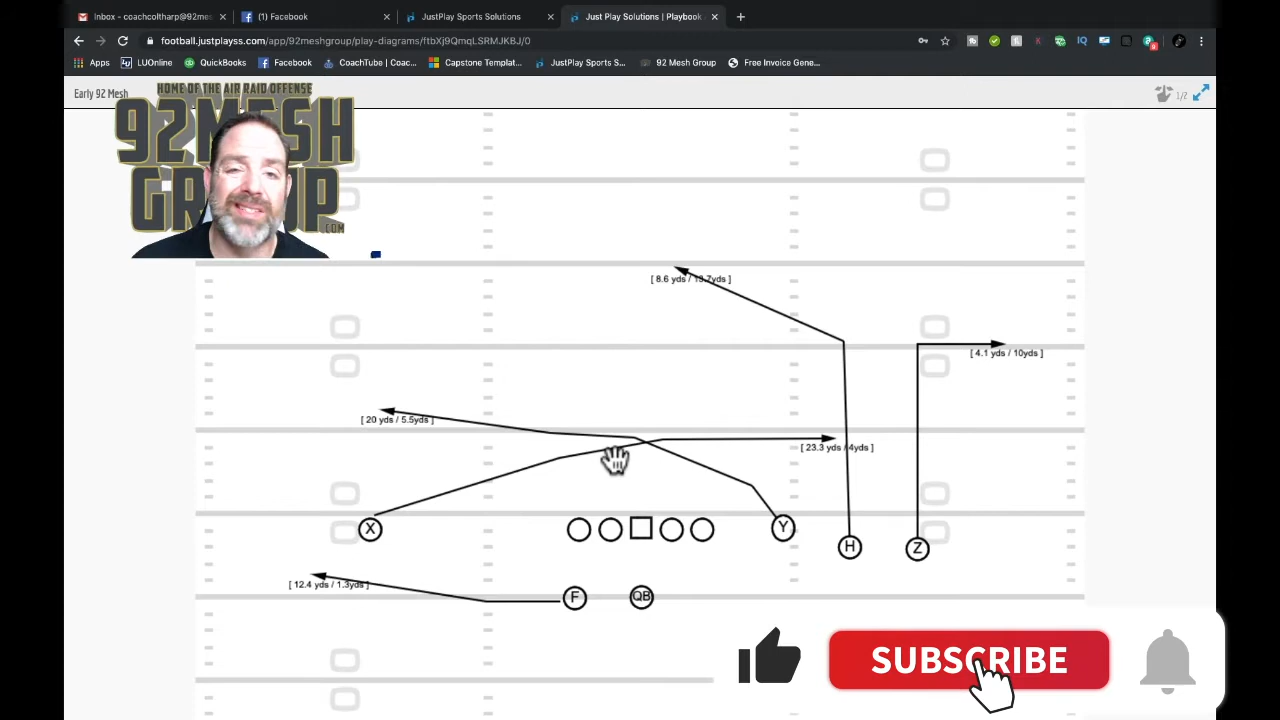 Inbox - coachcoltharp@92mes
(1) Facebook
JustPlay Sports Solutions
Just Play Solutions | Playbook
football.justplayss.com/app/92meshgroup/play-diagrams/ftbXj9QmqLSRMJKBJ/0
Apps
LUOnline
QuickBooks
Facebook
CoachTube | Coac...
Capstone Templat...
JustPlay Sports S...
92 Mesh Group
Free Invoice Gene...
Early 92 Mesh
1/2
HOME OF THE AIR RAID OFFENSE
92MESH
GR UP
.COM
[ 8.6 yds / 13.7yds ]
[ 4.1 yds / 10yds ]
[ 20 yds / 5.5yds ]
[ 23.3 yds / 4yds ]
X
Y
H
Z
[ 12.4 yds / 1.3yds ]
F
QB
SUBSCRIBE